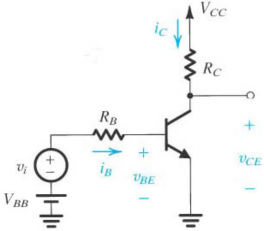 V_CC
i_C
R_C
R_B
+
v_i
+
−
i_B
+
v_BE
−
+
v_CE
−
V_BB